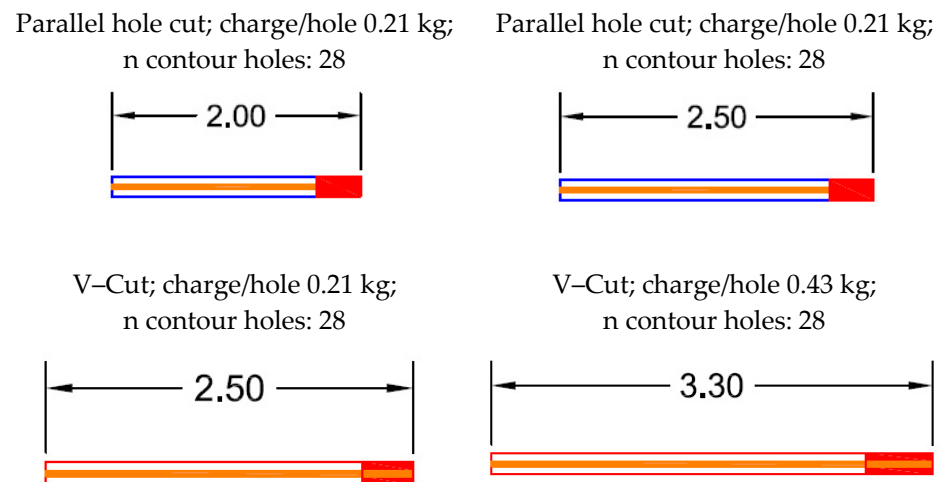 Parallel hole cut; charge/hole 0.21 kg;
n contour holes: 28
2.00
Parallel hole cut; charge/hole 0.21 kg;
n contour holes: 28
2.50
V–Cut; charge/hole 0.21 kg;
n contour holes: 28
2.50
V–Cut; charge/hole 0.43 kg;
n contour holes: 28
3.30